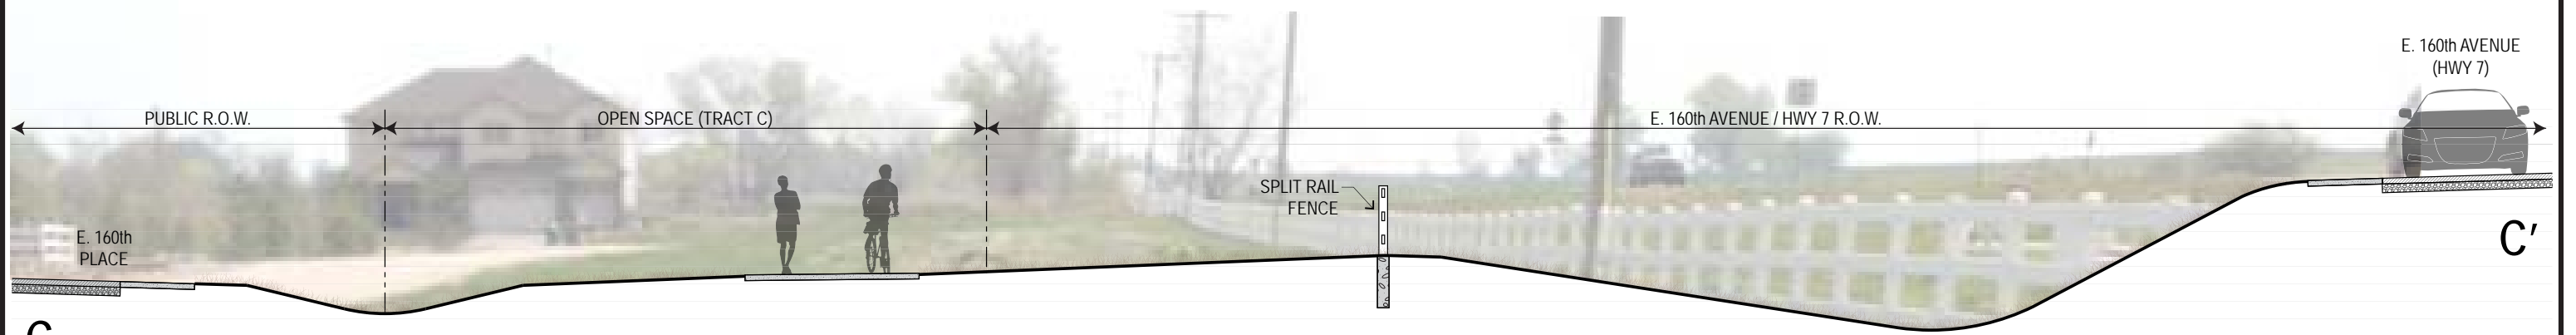 E. 160th AVENUE
(HWY 7)
PUBLIC R.O.W.
OPEN SPACE (TRACT C)
E. 160th AVENUE / HWY 7 R.O.W.
SPLIT RAIL
FENCE
E. 160th
PLACE
C'
C